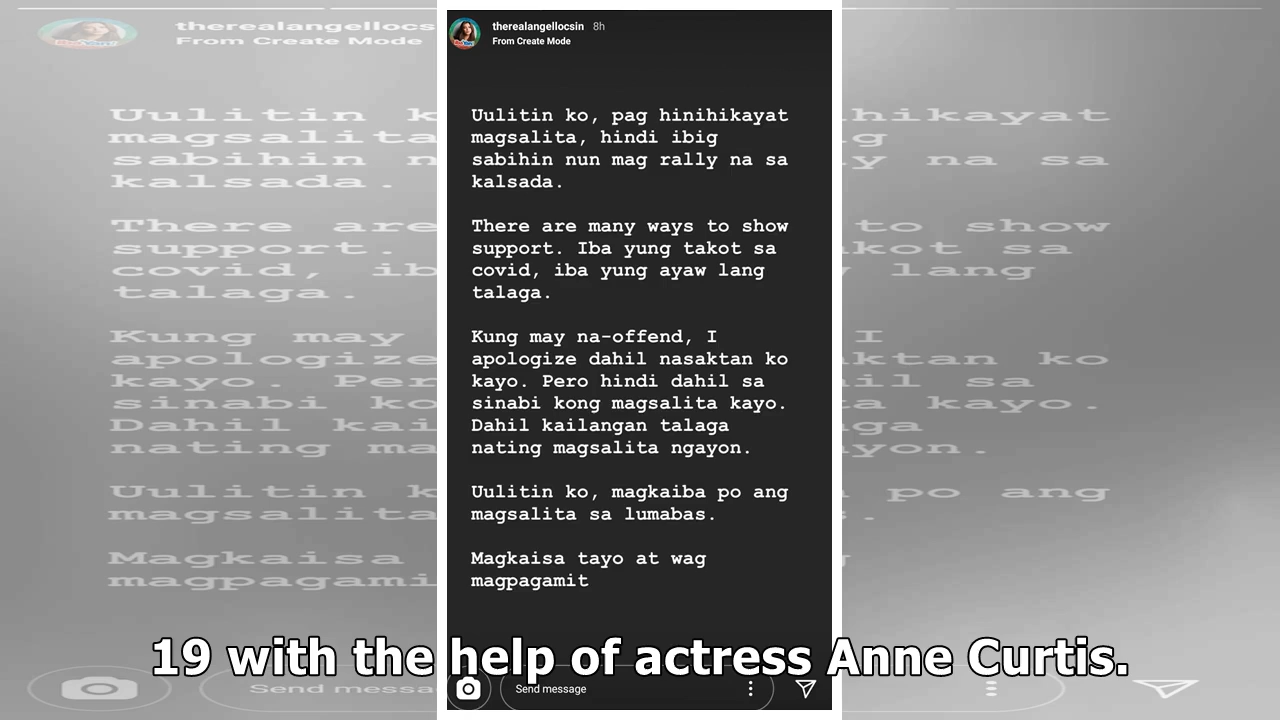 therealangellocsin 8h
From Create Mode
Uulitin ko, pag hinihikayat
magsalita, hindi ibig
sabihin nun mag rally na sa
kalsada.
There are many ways to show
support. Iba yung takot sa
covid, iba yung ayaw lang
talaga.
Kung may na-offend, I
apologize dahil nasaktan ko
kayo. Pero hindi dahil sa
sinabi kong magsalita kayo.
Dahil kailangan talaga
nating magsalita ngayon.
Uulitin ko, magkaiba po ang
magsalita sa lumabas.
Magkaisa tayo at wag
magpagamit
19 with the help of actress Anne Curtis.
Send message